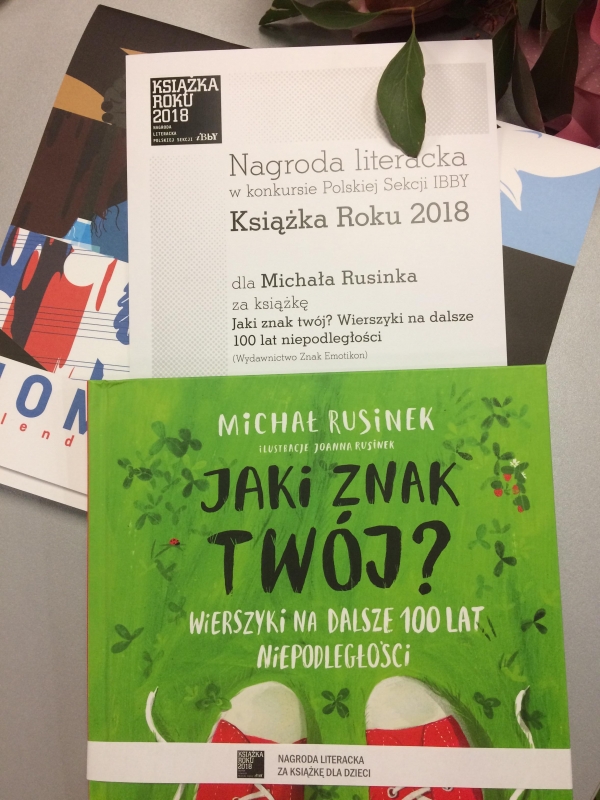 KSIĄŻKA
ROKU
2018
NAGRODA
LITERACKA
POLSKIEJ SEKCJI iBbY
Nagroda literacka
w konkursie Polskiej Sekcji IBBY
Książka Roku 2018
dla Michała Rusinka
za książkę
Jaki znak twój? Wierszyki na dalsze
100 lat niepodległości
(Wydawnictwo Znak Emotikon)
MICHAŁ RUSINEK
ILUSTRACJE JOANNA RUSINEK
JAKI ZNAK
TWÓJ?
WIERSZYKI NA DALSZE 100 LAT
NIEPODLEGŁOŚCI
KSIĄŻKA
ROKU
2018
NAGRODA LITERACKA
ZA KSIĄŻKĘ DLA DZIECI